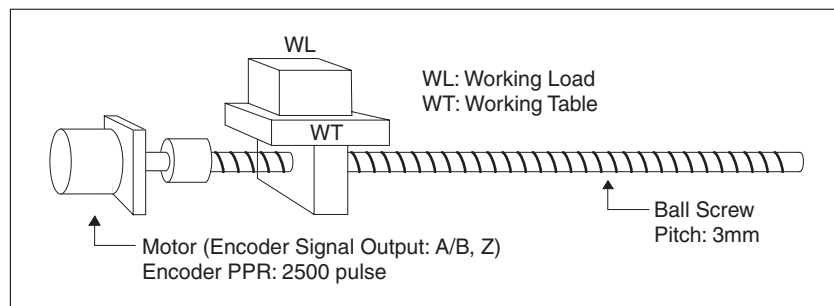 WL
WL: Working Load
WT: Working Table
WT
Ball Screw
Pitch: 3mm
Motor (Encoder Signal Output: A/B, Z)
Encoder PPR: 2500 pulse